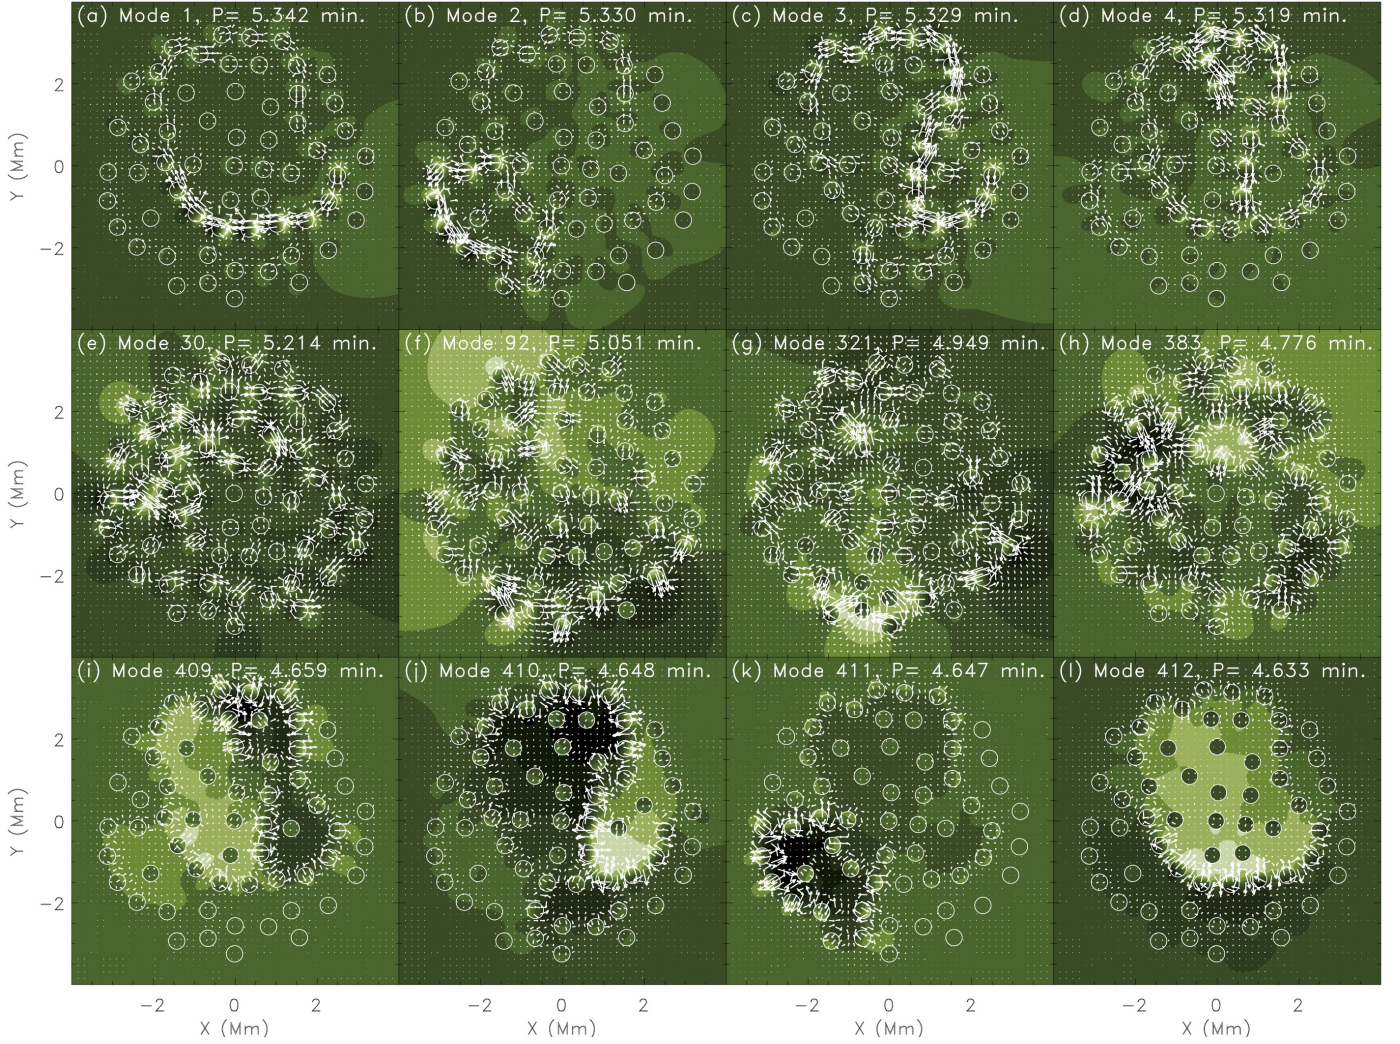 (a) Mode 1, P= 5.342 min.
(b) Mode 2, P= 5.330 min.
(c) Mode 3, P= 5.329 min.
(d) Mode 4, P= 5.319 min.
2
0
−2
Y (Mm)
(e) Mode 30, P= 5.214 min.
(f) Mode 92, P= 5.051 min.
(g) Mode 321, P= 4.949 min.
(h) Mode 383, P= 4.776 min.
2
0
−2
Y (Mm)
(i) Mode 409, P= 4.659 min.
(j) Mode 410, P= 4.648 min.
(k) Mode 411, P= 4.647 min.
(l) Mode 412, P= 4.633 min.
2
0
−2
Y (Mm)
−2 0 2
−2 0 2
−2 0 2
−2 0 2
X (Mm)
X (Mm)
X (Mm)
X (Mm)